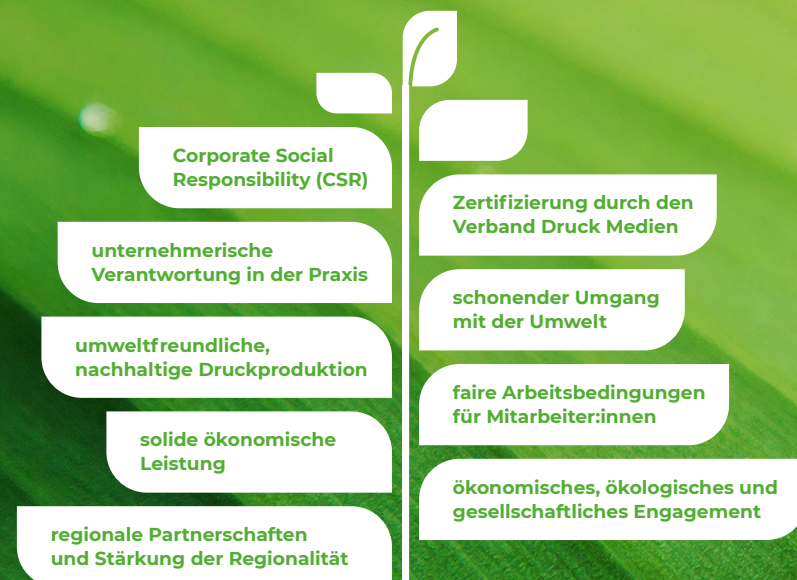 Corporate Social
Responsibility (CSR)
unternehmerische
Verantwortung in der Praxis
umweltfreundliche,
nachhaltige Druckproduktion
solide ökonomische
Leistung
regionale Partnerschaften
und Stärkung der Regionalität
Zertifizierung durch den
Verband Druck Medien
schonender Umgang
mit der Umwelt
faire Arbeitsbedingungen
für Mitarbeiter:innen
ökonomisches, ökologisches und
gesellschaftliches Engagement